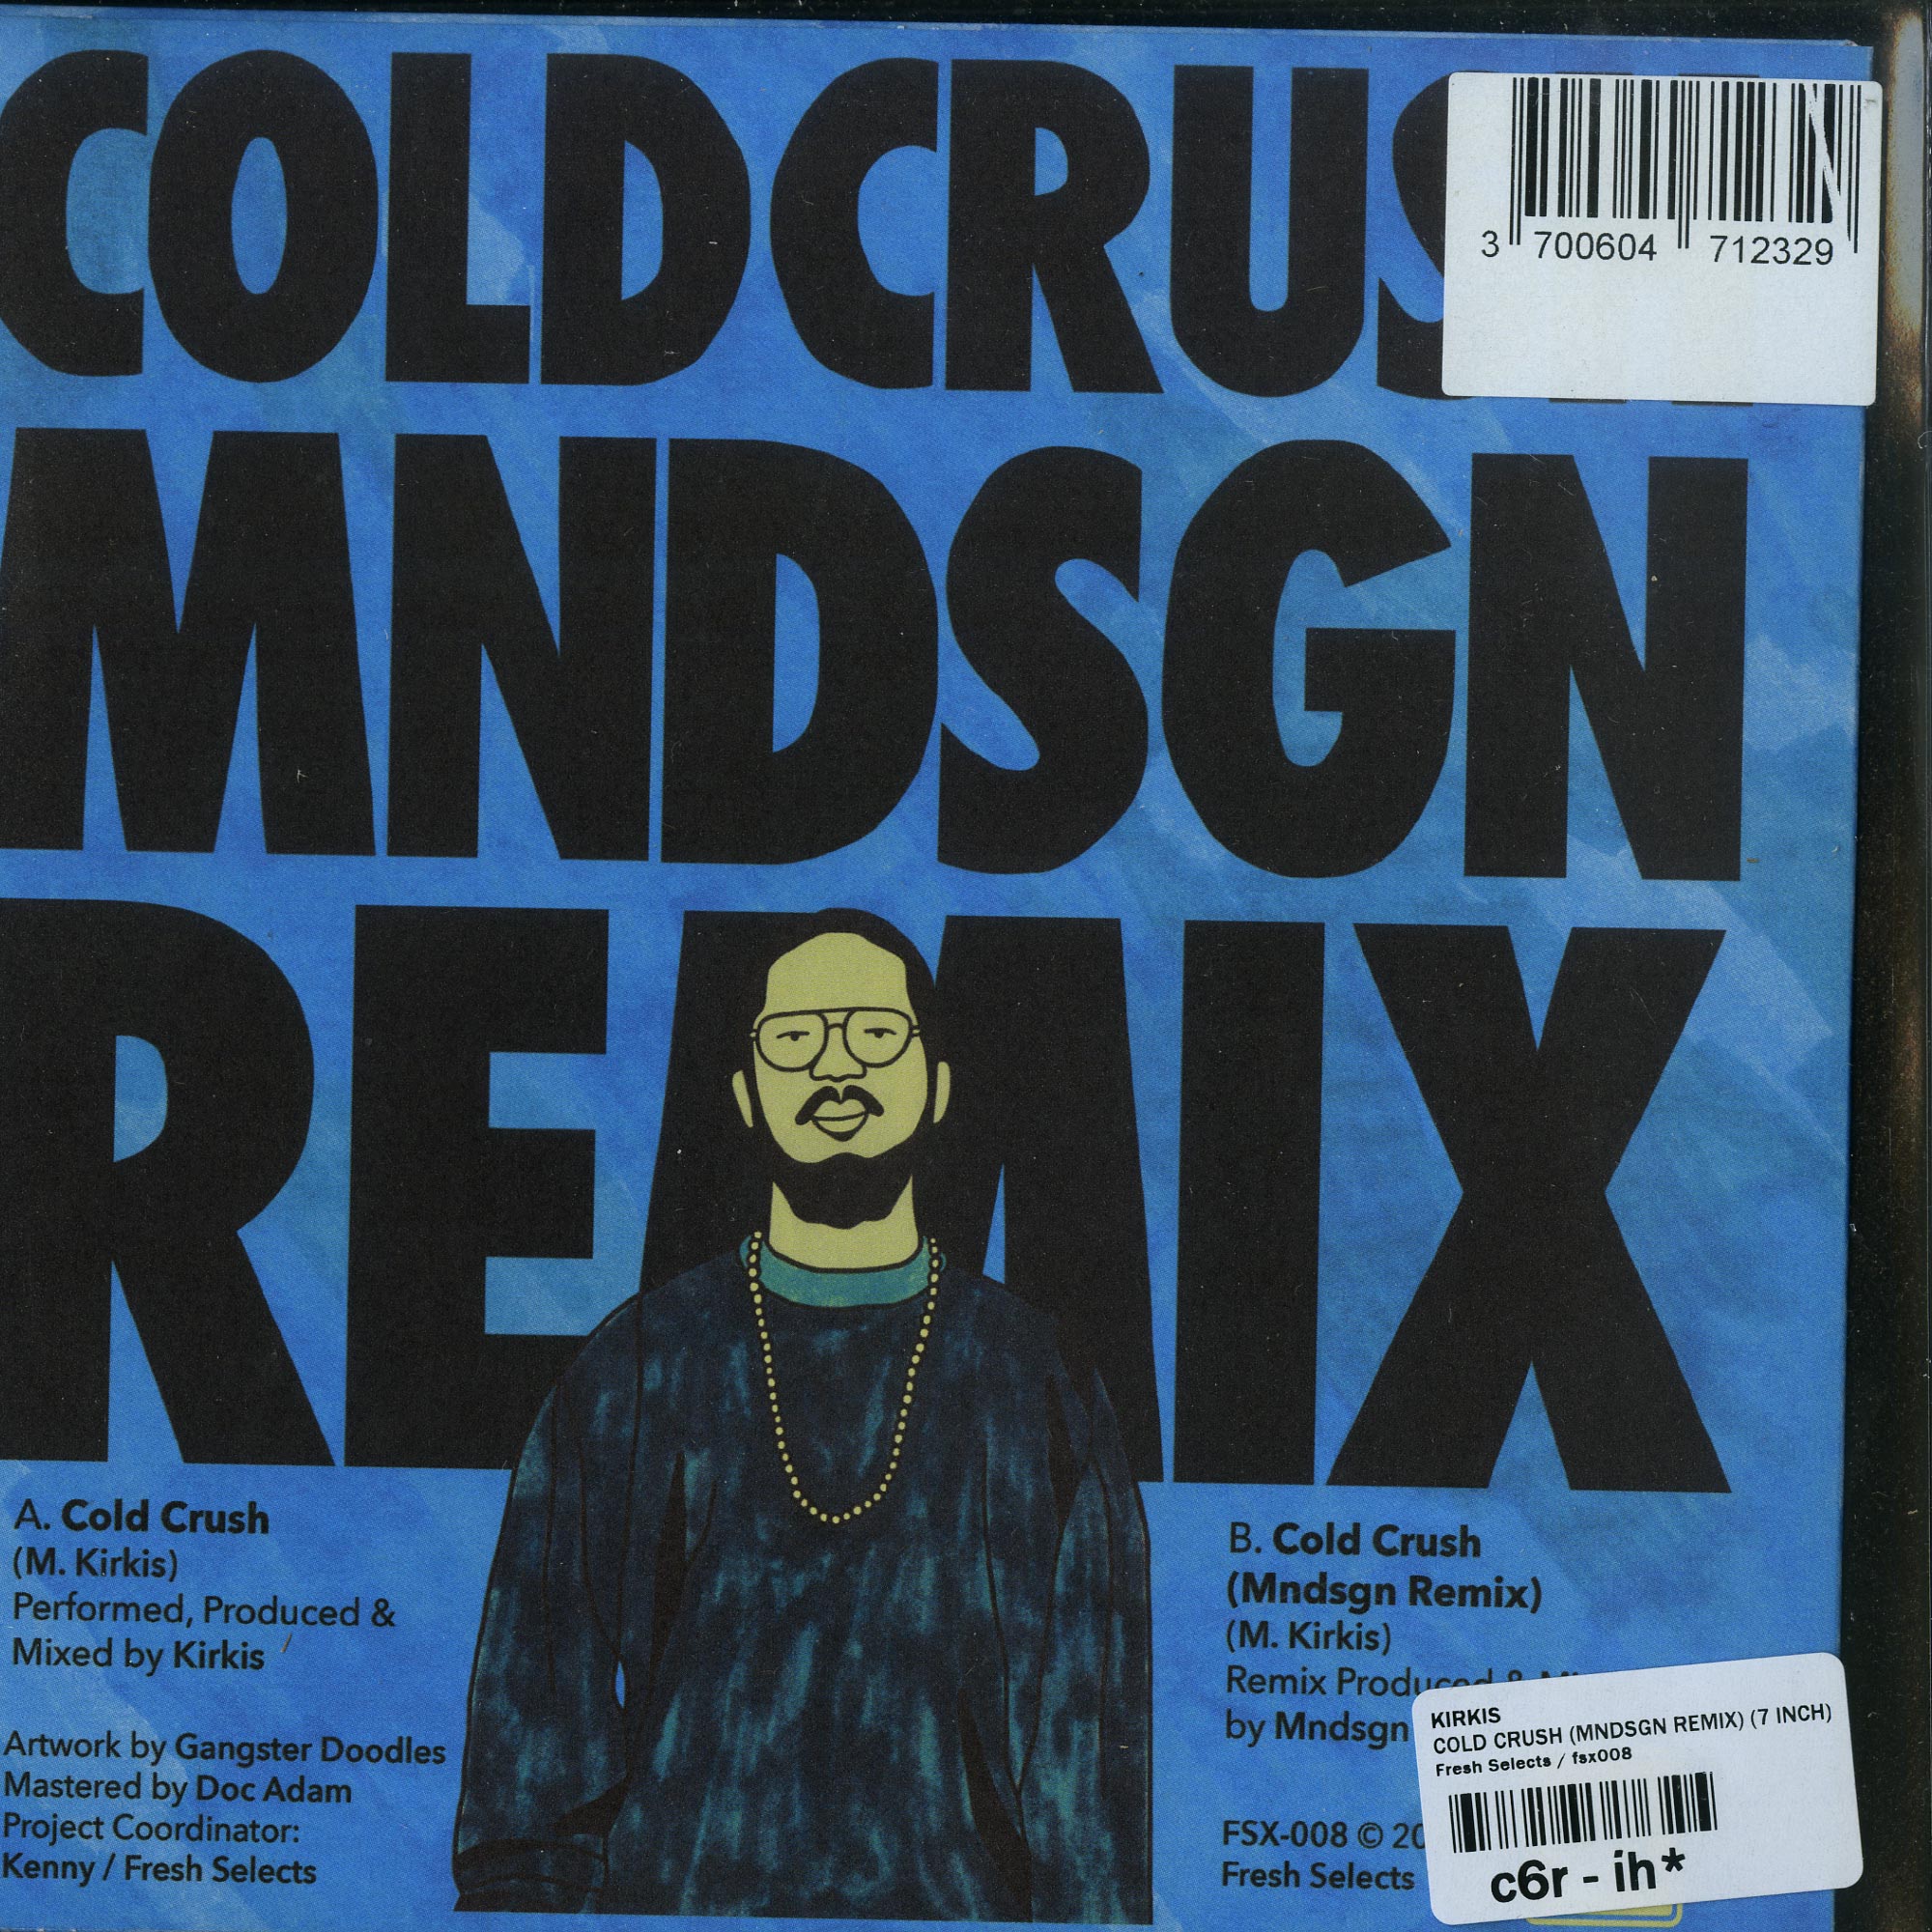 COLD CRUS
MNDSGN
REMIX
3 700604 712329
A. Cold Crush
(M. Kirkis)
Performed, Produced &
Mixed by Kirkis
Artwork by Gangster Doodles
Mastered by Doc Adam
Project Coordinator:
Kenny / Fresh Selects
B. Cold Crush
(Mndsgn Remix)
(M. Kirkis)
Remix Produced &
by Mndsgn
FSX-008 ©
Fresh Selects
KIRKIS
COLD CRUSH (MNDSGN REMIX) (7 INCH)
Fresh Selects / fsx008
c6r - ih*